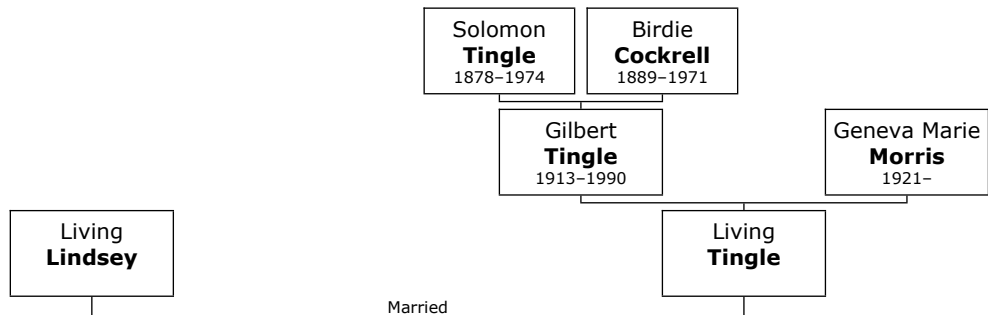 Solomon
Tingle
1878–1974
Birdie
Cockrell
1889–1971
Gilbert
Tingle
1913–1990
Geneva Marie
Morris
1921–
Living
Lindsey
Living
Tingle
Married